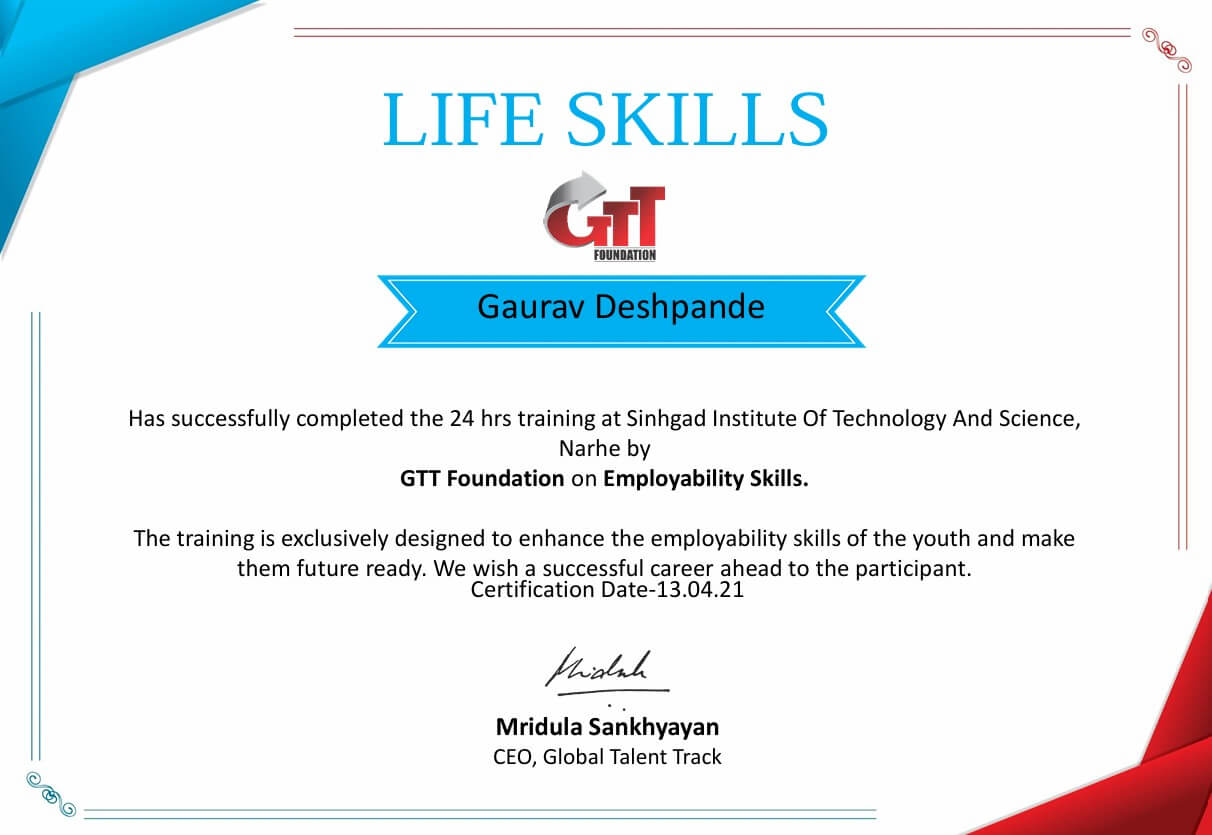 LIFE SKILLS
GTT
FOUNDATION
Gaurav Deshpande
Has successfully completed the 24 hrs training at Sinhgad Institute Of Technology And Science,
Narhe by
GTT Foundation on Employability Skills.
The training is exclusively designed to enhance the employability skills of the youth and make
them future ready. We wish a successful career ahead to the participant.
Certification Date-13.04.21
Mridula
Mridula Sankhyayan
CEO, Global Talent Track